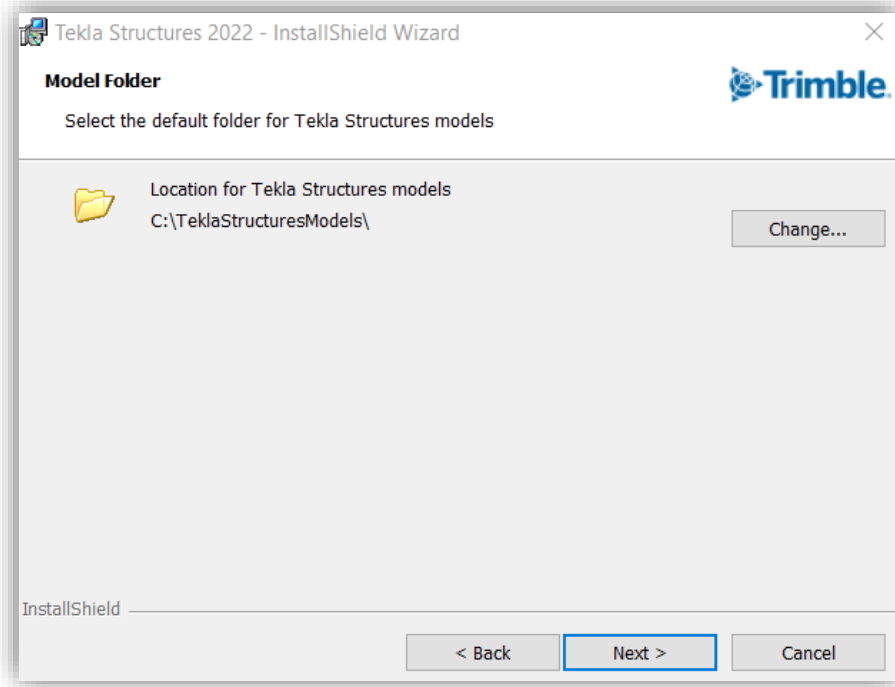 Tekla Structures 2022 - InstallShield Wizard
Model Folder
Trimble.
Select the default folder for Tekla Structures models
Location for Tekla Structures models
C:\TeklaStructuresModels\
Change...
InstallShield
< Back
Next >
Cancel